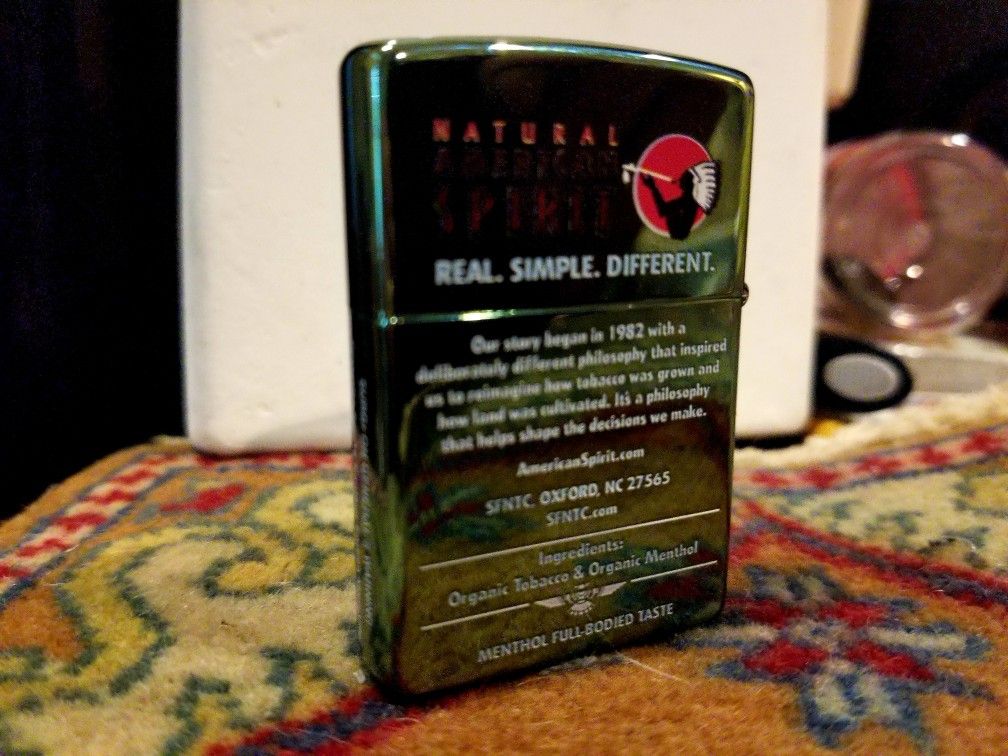 NATURAL
AMERICAN
SPIRIT
REAL. SIMPLE. DIFFERENT.
Our story began in 1982 with a
deliberately different philosophy that inspired
us to reimagine how tobacco was grown and
how land was cultivated. It's a philosophy
that helps shape the decisions we make.
AmericanSpirit.com
SFNTC. OXFORD, NC 27565
SFNTC.com
Ingredients:
Organic Tobacco & Organic Menthol
MENTHOL FULL-BODIED TASTE